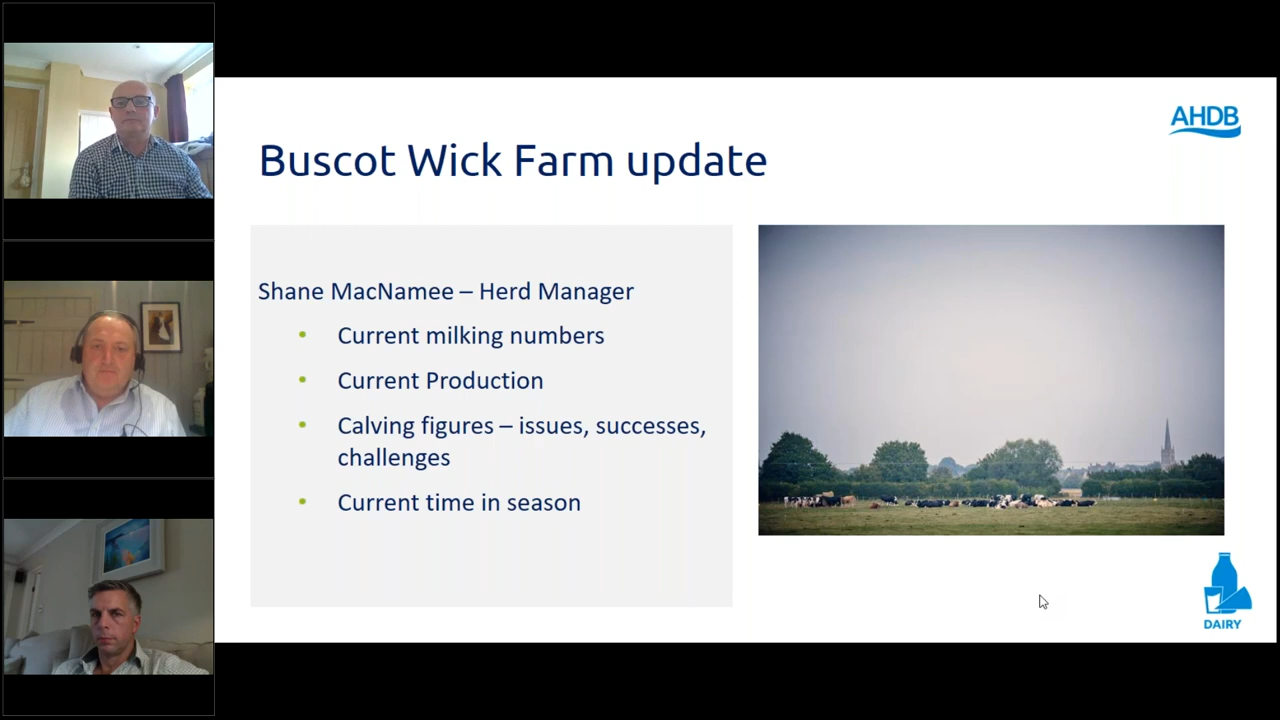 AHDB
Buscot Wick Farm update
Shane MacNamee – Herd Manager
• Current milking numbers
• Current Production
• Calving figures – issues, successes,
challenges
• Current time in season
DAIRY